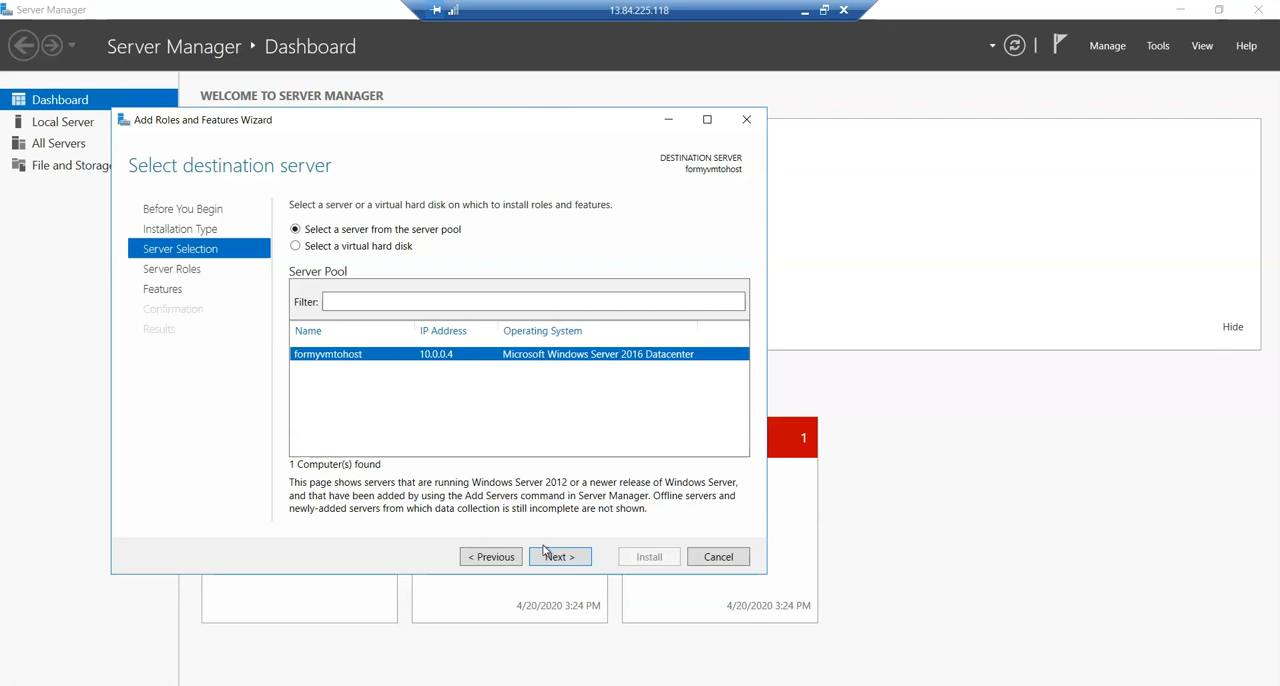 Server Manager
13.84.225.118
Server Manager • Dashboard
Manage Tools View Help
Dashboard
Local Server
All Servers
File and Storag
WELCOME TO SERVER MANAGER
Add Roles and Features Wizard
Select destination server
DESTINATION SERVER
formyvmtohost
Before You Begin
Installation Type
Server Selection
Server Roles
Features
Confirmation
Results
Select a server or a virtual hard disk on which to install roles and features.
Select a server from the server pool
Select a virtual hard disk
Server Pool
Filter:
Name IP Address Operating System
formyvmtohost 10.0.0.4 Microsoft Windows Server 2016 Datacenter
1 Computer(s) found
This page shows servers that are running Windows Server 2012 or a newer release of Windows Server,
and that have been added by using the Add Servers command in Server Manager. Offline servers and
newly-added servers from which data collection is still incomplete are not shown.
< Previous Next > Install Cancel
Hide
1
4/20/2020 3:24 PM 4/20/2020 3:24 PM